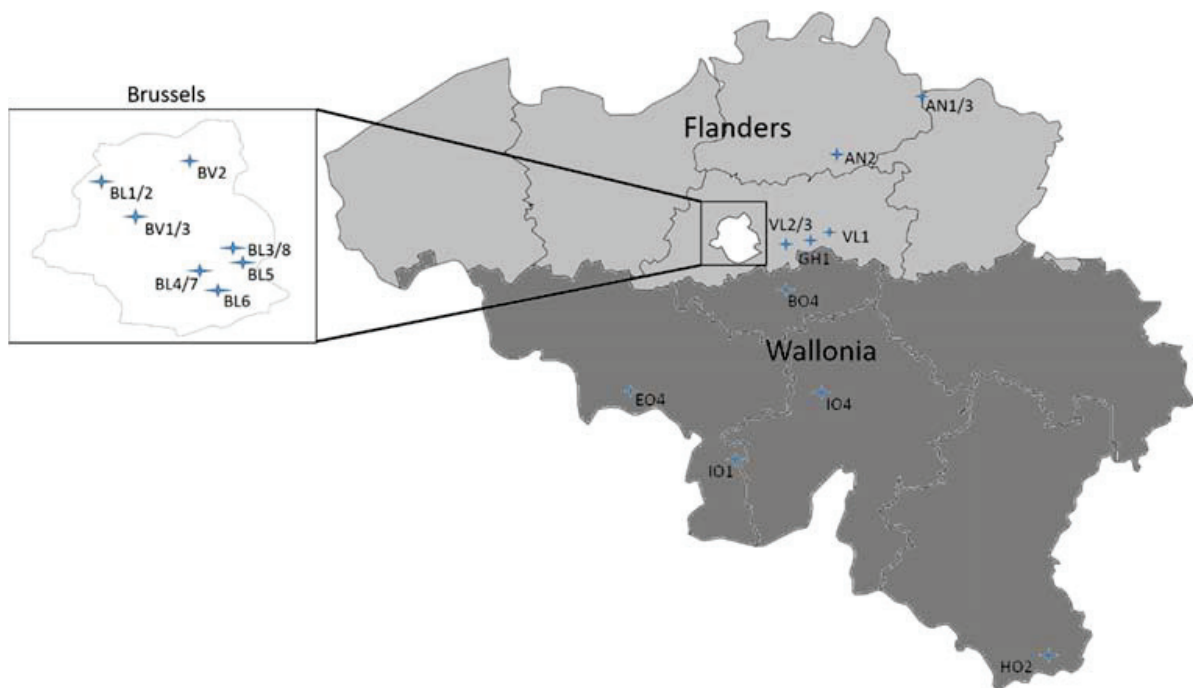 Brussels
BV2
BL1/2
BV1/3
BL3/8
BL5
BL4/7
BL6
Flanders
AN1/3
AN2
VL2/3
VL1
GH1
BO4
Wallonia
EO4
IO4
IO1
HO2